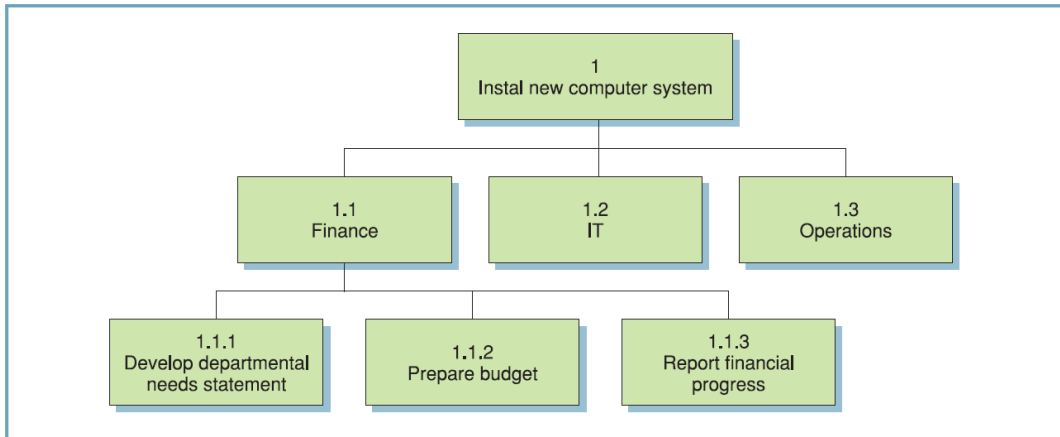 1
Instal new computer system
1.1
Finance
1.2
IT
1.3
Operations
1.1.1
Develop departmental
needs statement
1.1.2
Prepare budget
1.1.3
Report financial
progress